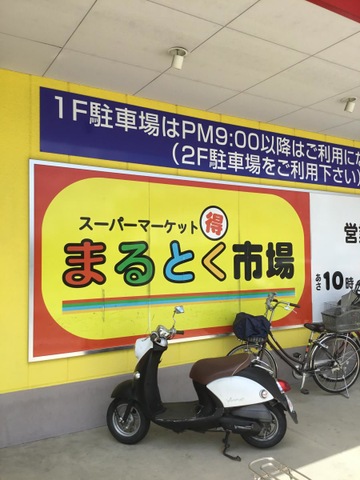 1F駐車場はPM9:00以降はご利用に
(2F駐車場をご利用下さい)
スーパーマーケット 得
まるとく市場
営
あさ10時